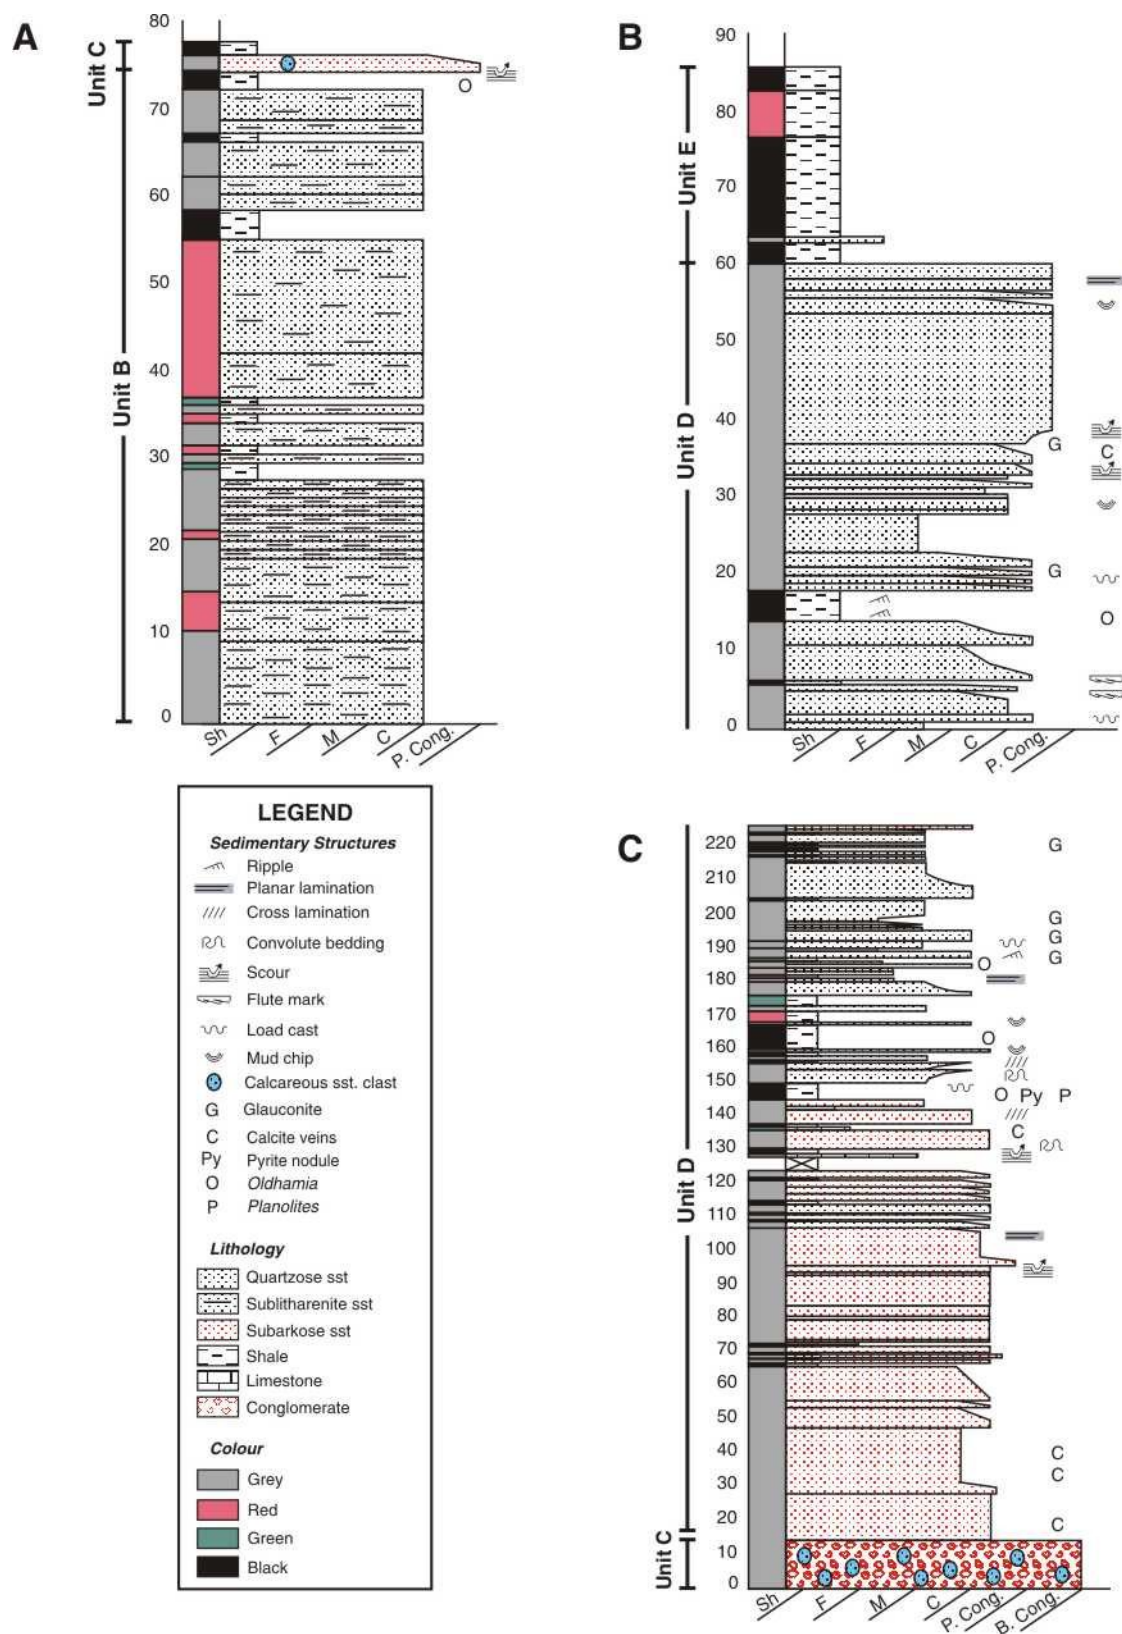 A
80
70
60
50
40
30
20
10
0
Unit C
Unit B
O
Sh
F
M
C
P. Cong.
B
90
80
70
60
50
40
30
20
10
0
Unit E
Unit D
G
C
G
O
Sh
F
M
C
P. Cong.
LEGEND
Sedimentary Structures
Ripple
Planar lamination
Cross lamination
Convolute bedding
Scour
Flute mark
Load cast
Mud chip
Calcareous sst. clast
G Glauconite
C Calcite veins
Py Pyrite nodule
O Oldhamia
P Planolites
Lithology
Quartzose sst
Sublitharenite sst
Subarkose sst
Shale
Limestone
Conglomerate
Colour
Grey
Red
Green
Black
C
220
210
200
190
180
170
160
150
140
130
120
110
100
90
80
70
60
50
40
30
20
10
0
Unit D
Unit C
G
G
G
G
O
O
O Py P
C
C
C
C
Sh
F
M
C
P. Cong.
B. Cong.